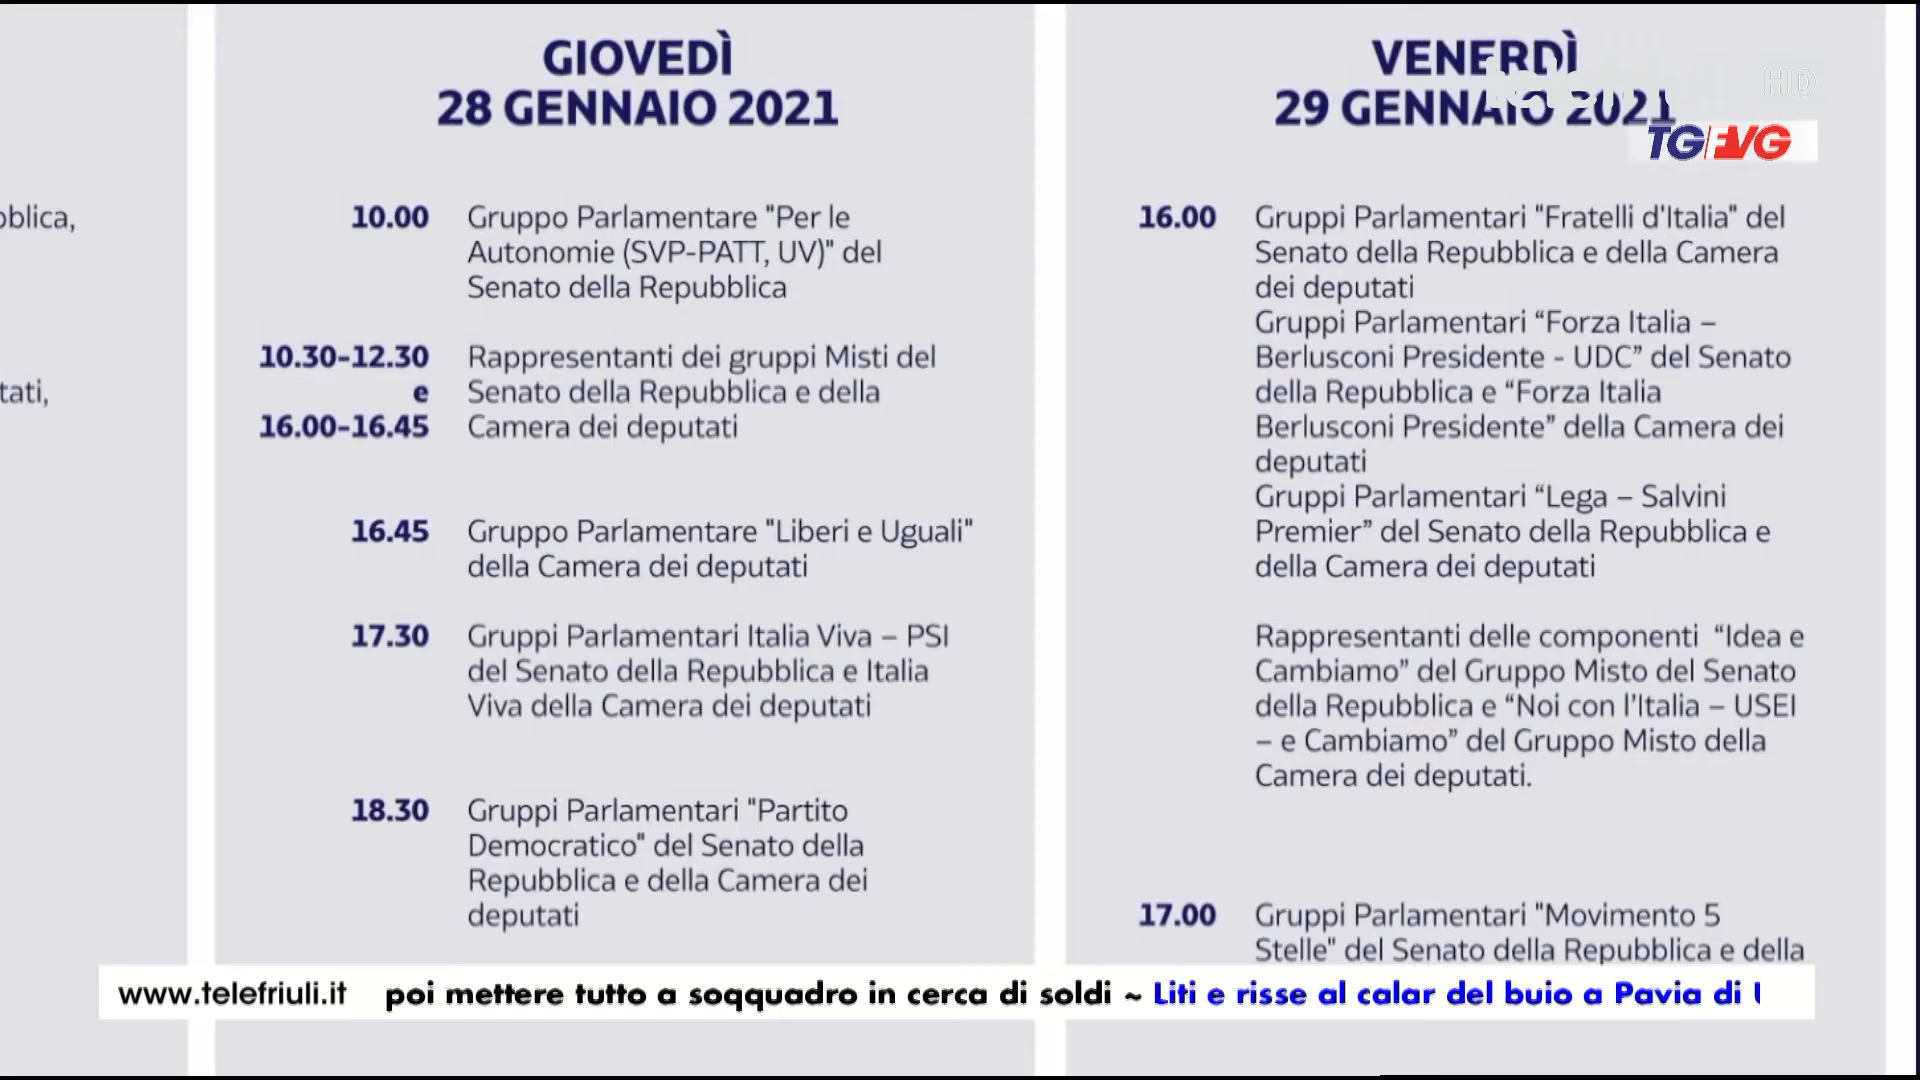 bblica,
tati,
GIOVEDÌ
28 GENNAIO 2021
10.00 Gruppo Parlamentare "Per le
Autonomie (SVP-PATT, UV)" del
Senato della Repubblica
10.30-12.30 Rappresentanti dei gruppi Misti del
e Senato della Repubblica e della
16.00-16.45 Camera dei deputati
16.45 Gruppo Parlamentare "Liberi e Uguali"
della Camera dei deputati
17.30 Gruppi Parlamentari Italia Viva – PSI
del Senato della Repubblica e Italia
Viva della Camera dei deputati
18.30 Gruppi Parlamentari "Partito
Democratico" del Senato della
Repubblica e della Camera dei
deputati
VENERDÌ
29 GENNAIO 2021
HD
TGFVG
16.00 Gruppi Parlamentari "Fratelli d'Italia" del
Senato della Repubblica e della Camera
dei deputati
Gruppi Parlamentari “Forza Italia –
Berlusconi Presidente - UDC” del Senato
della Repubblica e “Forza Italia
Berlusconi Presidente” della Camera dei
deputati
Gruppi Parlamentari “Lega – Salvini
Premier” del Senato della Repubblica e
della Camera dei deputati
Rappresentanti delle componenti “Idea e
Cambiamo” del Gruppo Misto del Senato
della Repubblica e “Noi con l’Italia – USEI
– e Cambiamo” del Gruppo Misto della
Camera dei deputati.
17.00 Gruppi Parlamentari "Movimento 5
Stelle" del Senato della Repubblica e della
www.telefriuli.it poi mettere tutto a soqquadro in cerca di soldi ~ Liti e risse al calar del buio a Pavia di